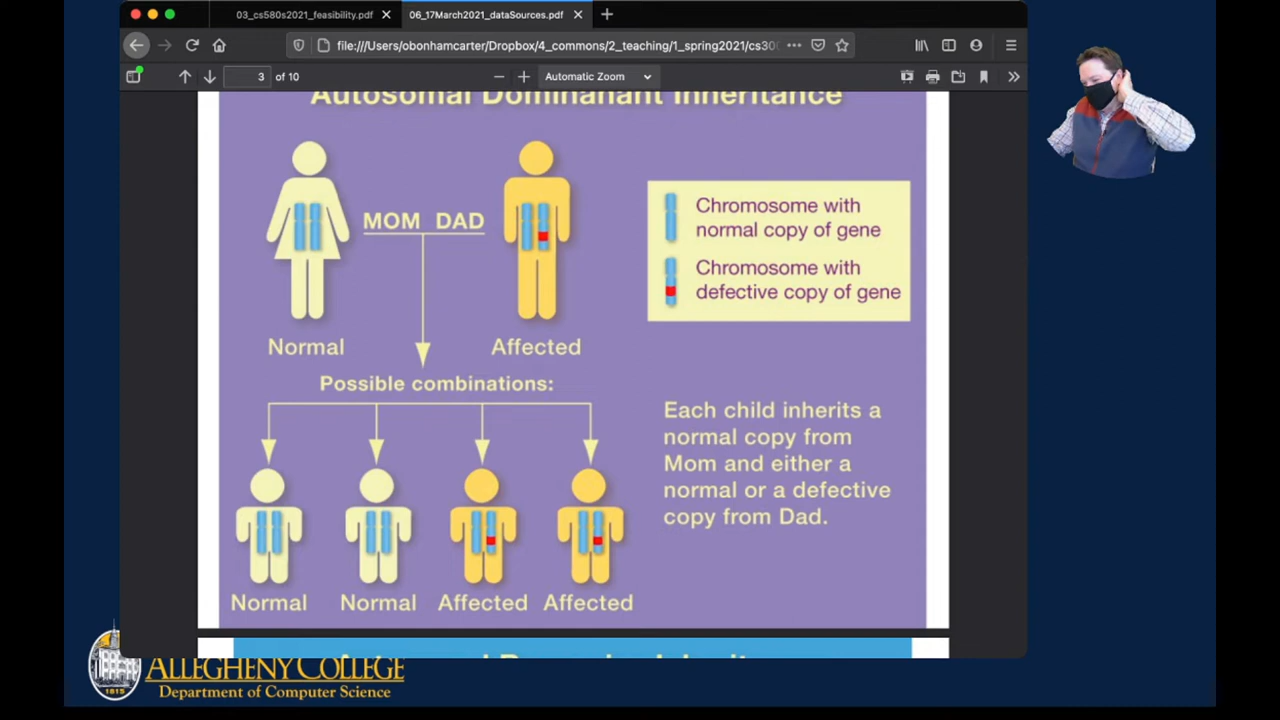 03_cs580s2021_feasibility.pdf
06_17March2021_dataSources.pdf
file:///Users/obonhamcarter/Dropbox/4_commons/2_teaching/1_spring2021/cs300
3 of 10
Automatic Zoom
Autosomal Dominanant Inheritance
MOM DAD
Normal
Affected
Chromosome with
normal copy of gene
Chromosome with
defective copy of gene
Possible combinations:
Each child inherits a
normal copy from
Mom and either a
normal or a defective
copy from Dad.
Normal Normal Affected Affected
ALLEGHENY COLLEGE
Department of Computer Science
1815